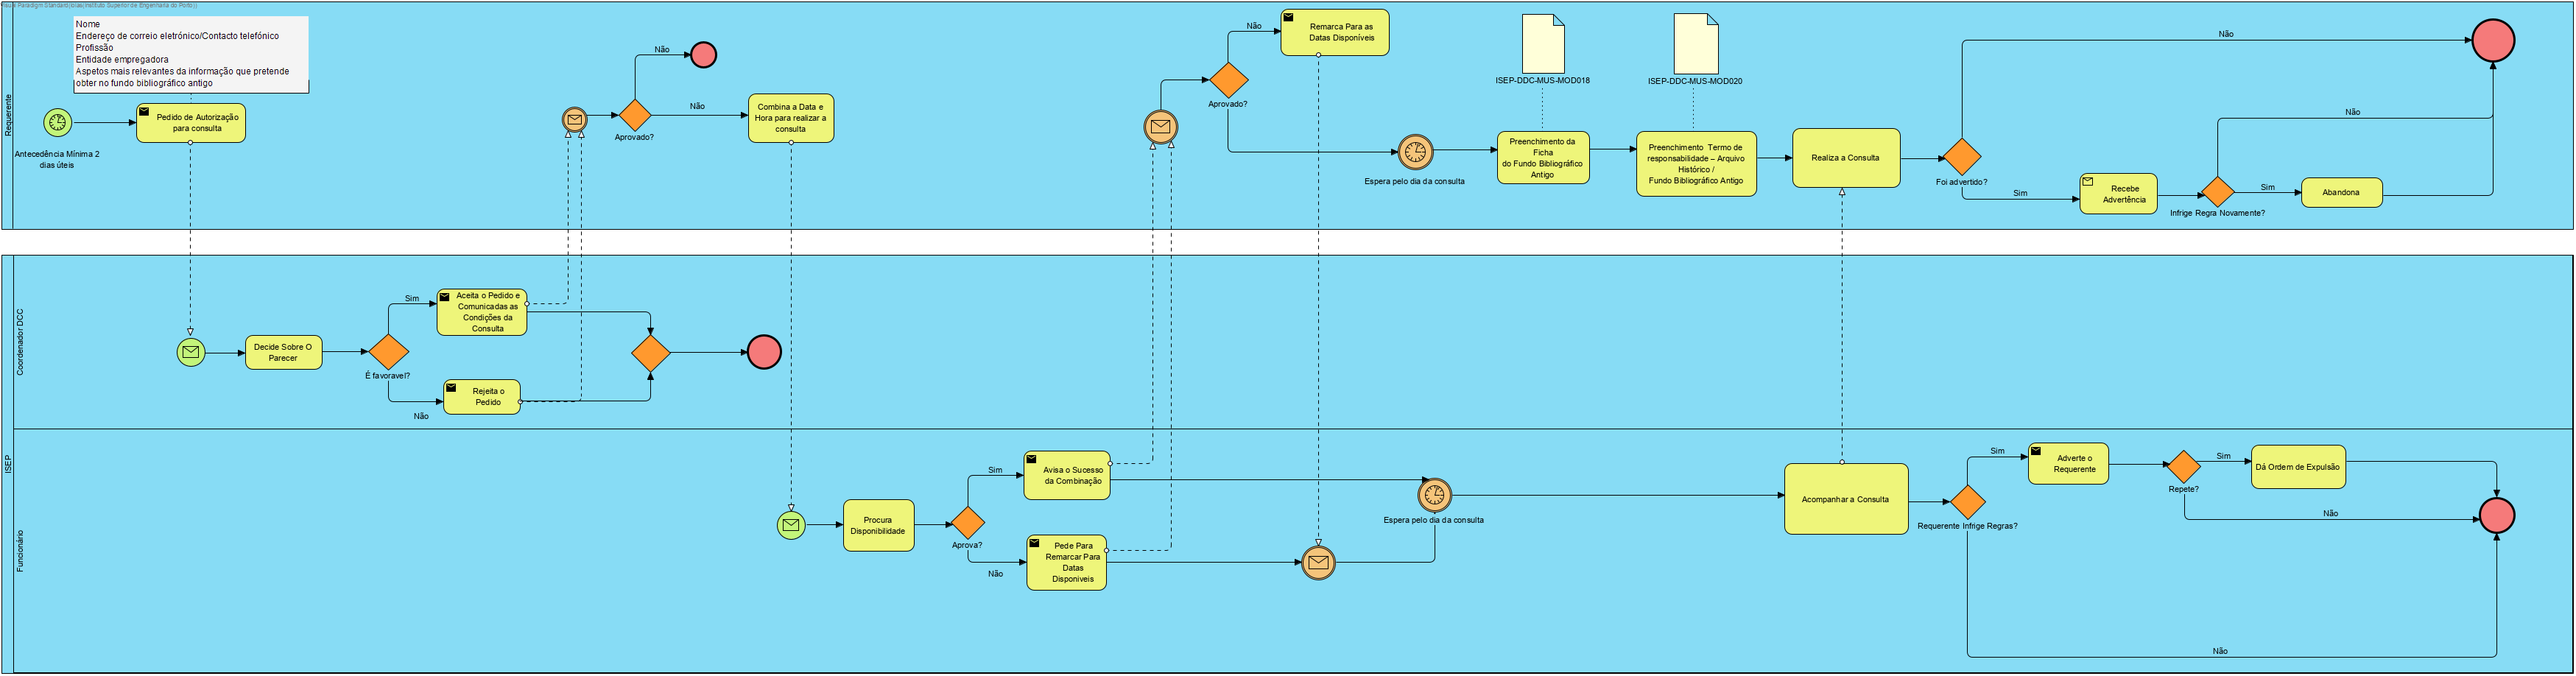 Visual Paradigm Standard(Iolas(Instituto Superior de Engenharia do Porto))
Requerente
Nome
Endereço de correio eletrónico/Contacto telefónico
Profissão
Entidade empregadora
Aspetos mais relevantes da informação que pretende
obter no fundo bibliográfico antigo
Antecedência Mínima 2
dias úteis
Pedido de Autorização
para consulta
Aprovado?
Não
Não
Combina a Data e
Hora para realizar a
consulta
Aprovado?
Não
Remarca Para as
Datas Disponíveis
Espera pelo dia da consulta
ISEP-DDC-MUS-MOD018
Preenchimento da
Ficha
do Fundo Bibliográfico
Antigo
ISEP-DDC-MUS-MOD020
Preenchimento Termo de
responsabilidade – Arquivo
Histórico /
Fundo Bibliográfico Antigo
Realiza a Consulta
Foi advertido?
Não
Sim
Recebe
Advertência
Infrige Regra Novamente?
Não
Sim
Abandona
ISEP
Coordenador DCC
Decide Sobre O
Parecer
É favoravel?
Sim
Aceita o Pedido e
Comunicadas as
Condições da
Consulta
Não
Rejeita o
Pedido
Funcionário
Procura
Disponibilidade
Aprova?
Sim
Avisa o Sucesso
da Combinação
Não
Pede Para
Remarcar Para
Datas
Disponiveis
Espera pelo dia da consulta
Acompanhar a Consulta
Requerente Infrige Regras?
Sim
Adverte o
Requerente
Repete?
Sim
Dá Ordem de Expulsão
Não
Não